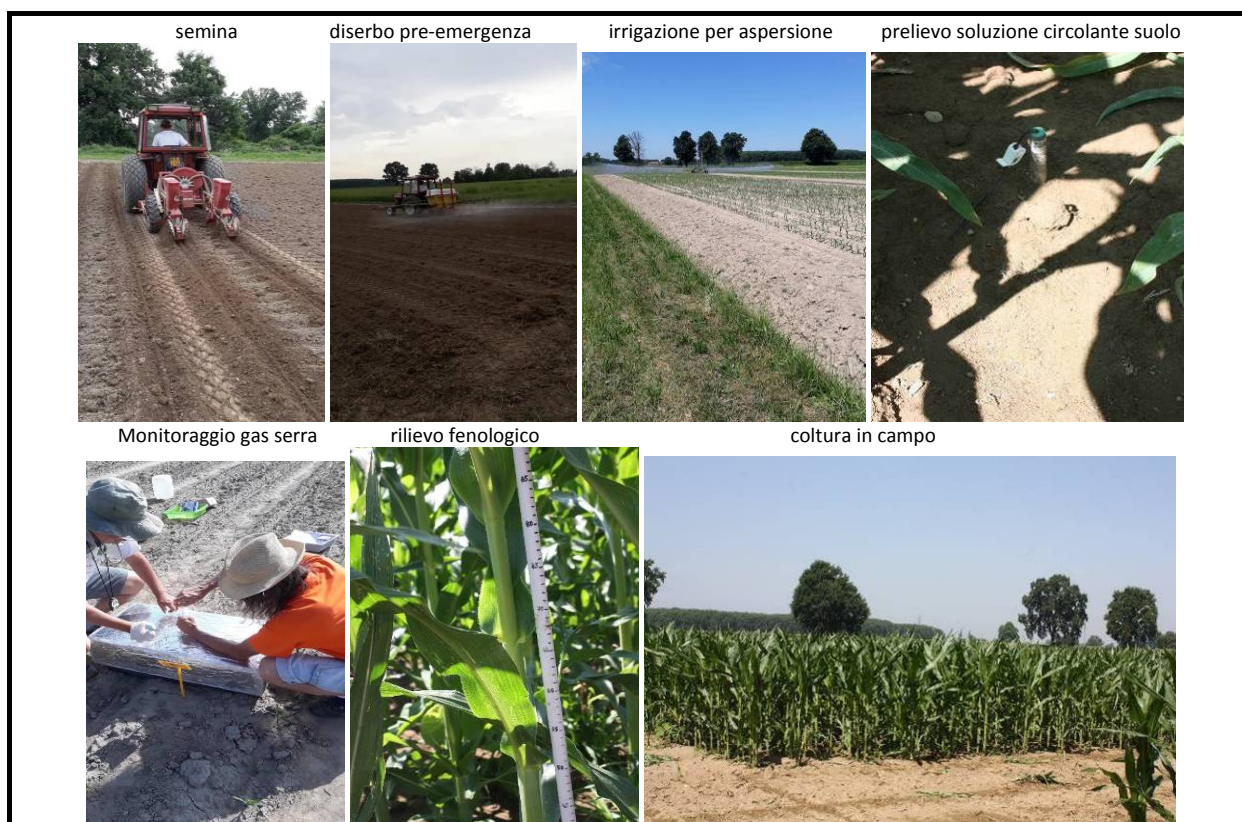 semina diserbo pre-emergenza irrigazione per aspersione prelievo soluzione circolante suolo
Monitoraggio gas serra rilievo fenologico coltura in campo